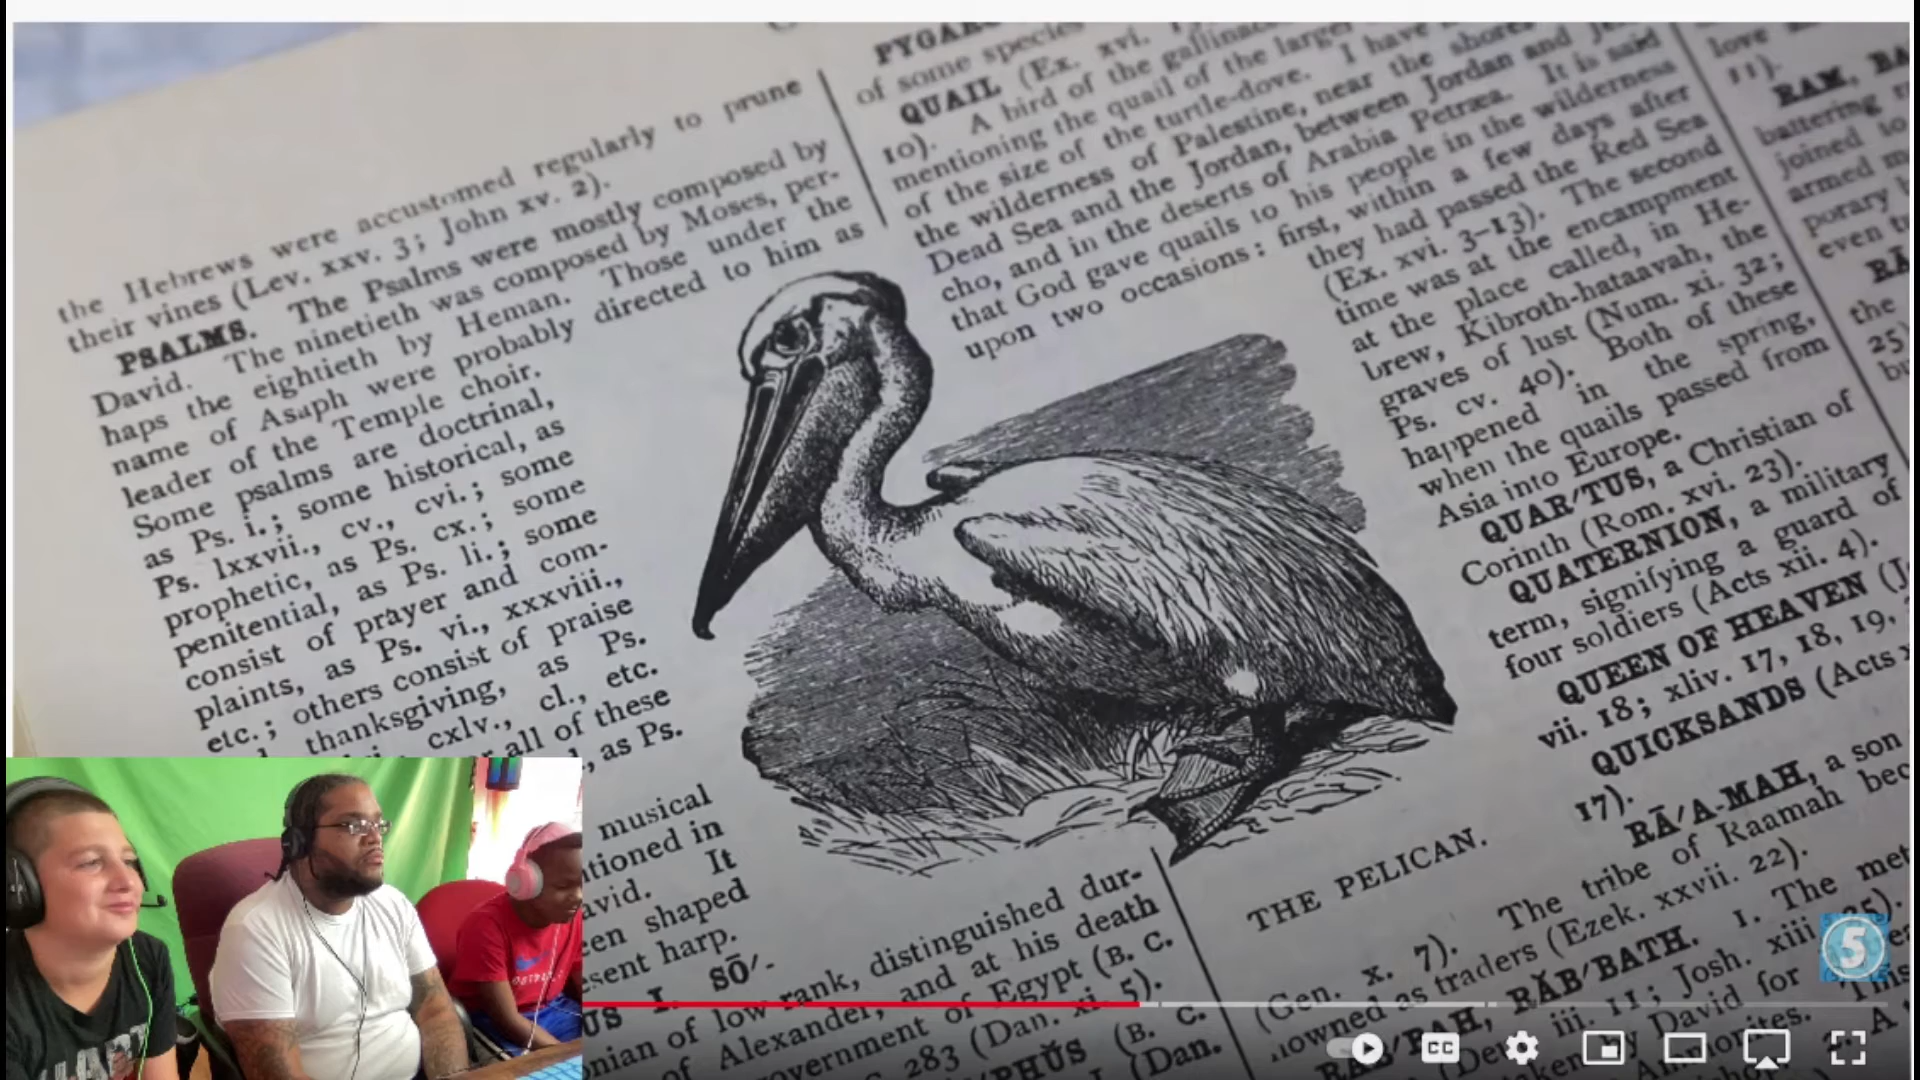 the Hebrews were accustomed regularly to prune
their vines (Lev. xxv. 3; John xv. 2).
PSALMS. The Psalms were mostly composed by
David. The ninetieth was composed by Moses, per-
haps the eightieth by Heman. Those under the
name of Asaph were probably directed to him as
leader of the Temple choir.
Some psalms are doctrinal,
as Ps. i.; some historical, as
Ps. lxxvii., cv., cvi.; some
prophetic, as Ps. cx.; some
penitential, as Ps. li.; some
consist of prayer and com-
plaints, as Ps. vi., xxxviii.,
etc.; others consist of praise
thanksgiving, as Ps.
cxlv., cl., etc.
all of these
as Ps.
musical
in
It
shaped
harp.
SŌ′-
of low rank, distinguished dur-
of Alexander, and at his death
government of Egypt (B. C.
283 (Dan. xi. 5).
(B. C.
(Dan.
of some species
QUAIL (Ex. xvi.
10). A bird of the gallinac
mentioning the quail of the larger
of the size of the turtle-dove. I have
the wilderness of Palestine, near the shores
Dead Sea and the Jordan, between Jordan and
cho, and in the deserts of Arabia Petræa. It is said
that God gave quails to his people in the wilderness
upon two occasions: first, within a few days after
they had passed the Red Sea
(Ex. xvi. 3-13). The second
time was at the encampment
at the place called, in He-
brew, Kibroth-hataavah, the
graves of lust (Num. xi. 32;
Ps. cv. 40). Both of these
happened in the spring,
when the quails passed from
Asia into Europe.
QUAR′TUS, a Christian of
Corinth (Rom. xvi. 23).
QUATERNION, a military
term, signifying a guard of
four soldiers (Acts xii. 4).
QUEEN OF HEAVEN
vii. 18; xliv. 17, 18, 19,
QUICKSANDS (Acts
17).
THE PELICAN.
RĀ′A-MAH, a son
(Gen. x. 7). The tribe of Raamah
as traders (Ezek. xxvii. 22).
RĂB′BATH. 1. The
iii. 11; Josh. xiii. 25).
by David for
This
A
love
11).
RAM,
battering
joined to
armed
even
the
25)
5
CC